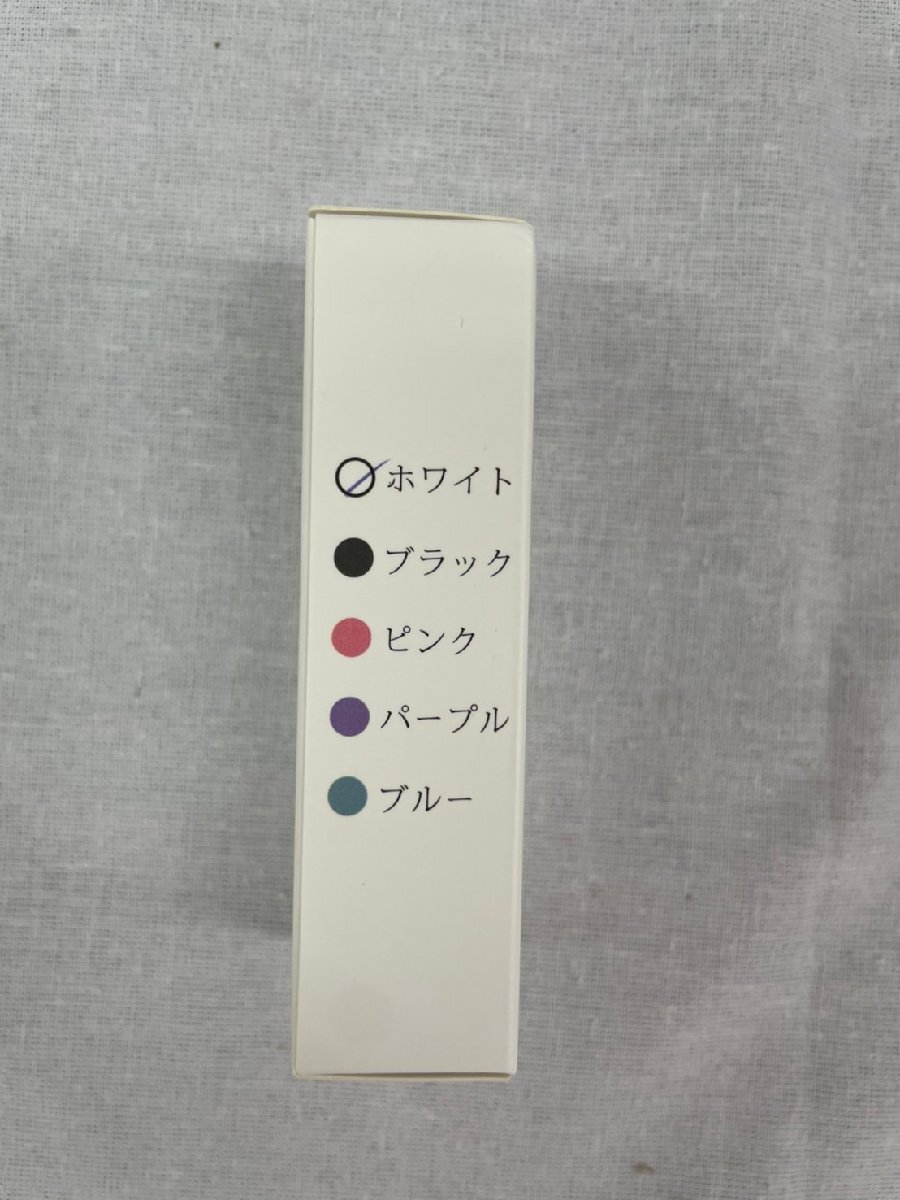 ホワイト
ブラック
ピンク
パープル
ブルー